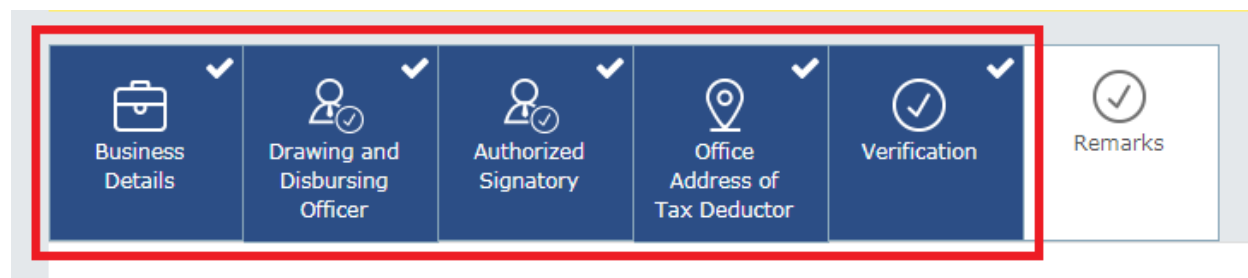 Business
Details
Drawing and
Disbursing
Officer
Authorized
Signatory
Office
Address of
Tax Deductor
Verification
Remarks